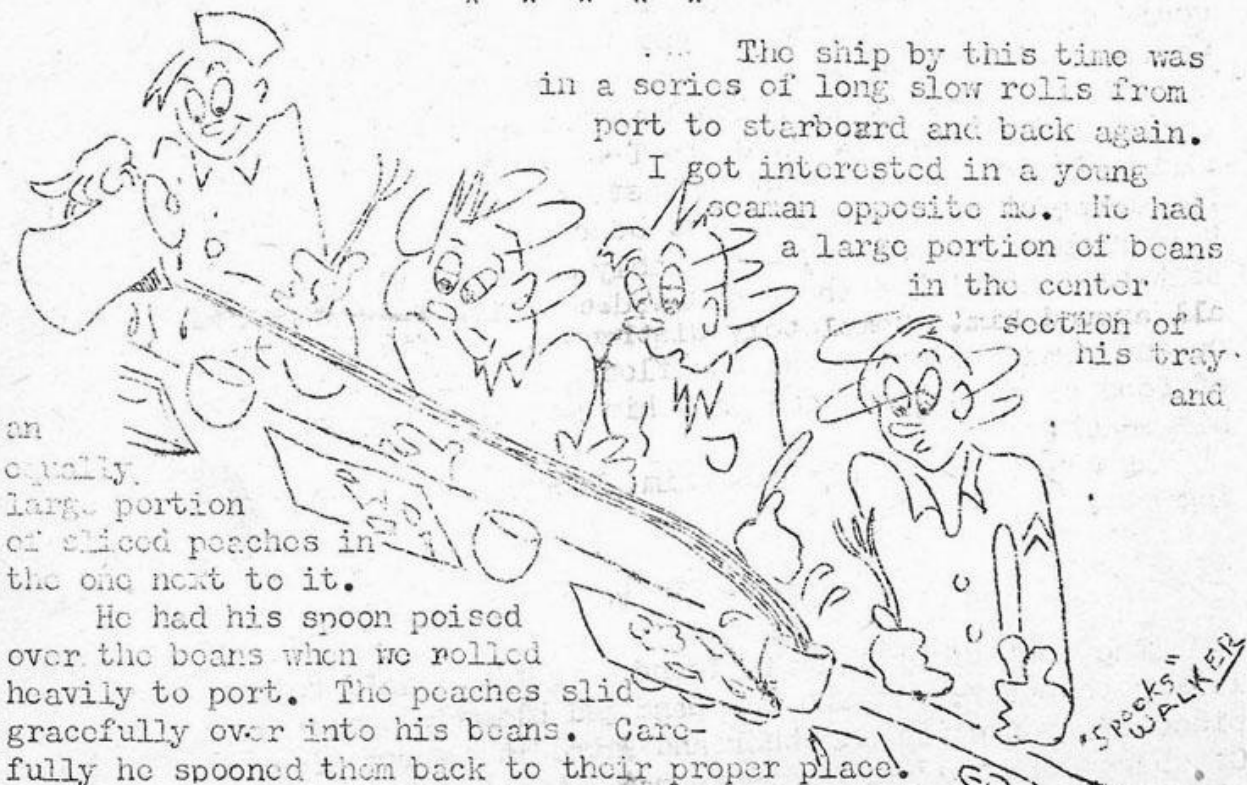 * * * * *
The ship by this time was
in a series of long slow rolls from
port to starboard and back again.
I got interested in a young
seaman opposite me. He had
a large portion of beans
in the center
section of
his tray
and
an
equally
large portion
of sliced peaches in
the one next to it.
He had his spoon poised
over the beans when we rolled
heavily to port. The peaches slid
gracefully over into his beans. Care-
fully he spooned them back to their proper place.
"Specks"
WALKER